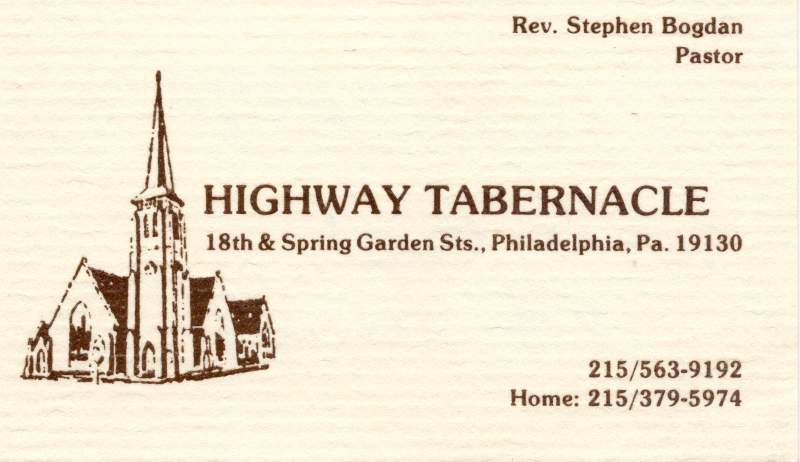 Rev. Stephen Bogdan
Pastor
HIGHWAY TABERNACLE
18th & Spring Garden Sts., Philadelphia, Pa. 19130
215/563-9192
Home: 215/379-5974